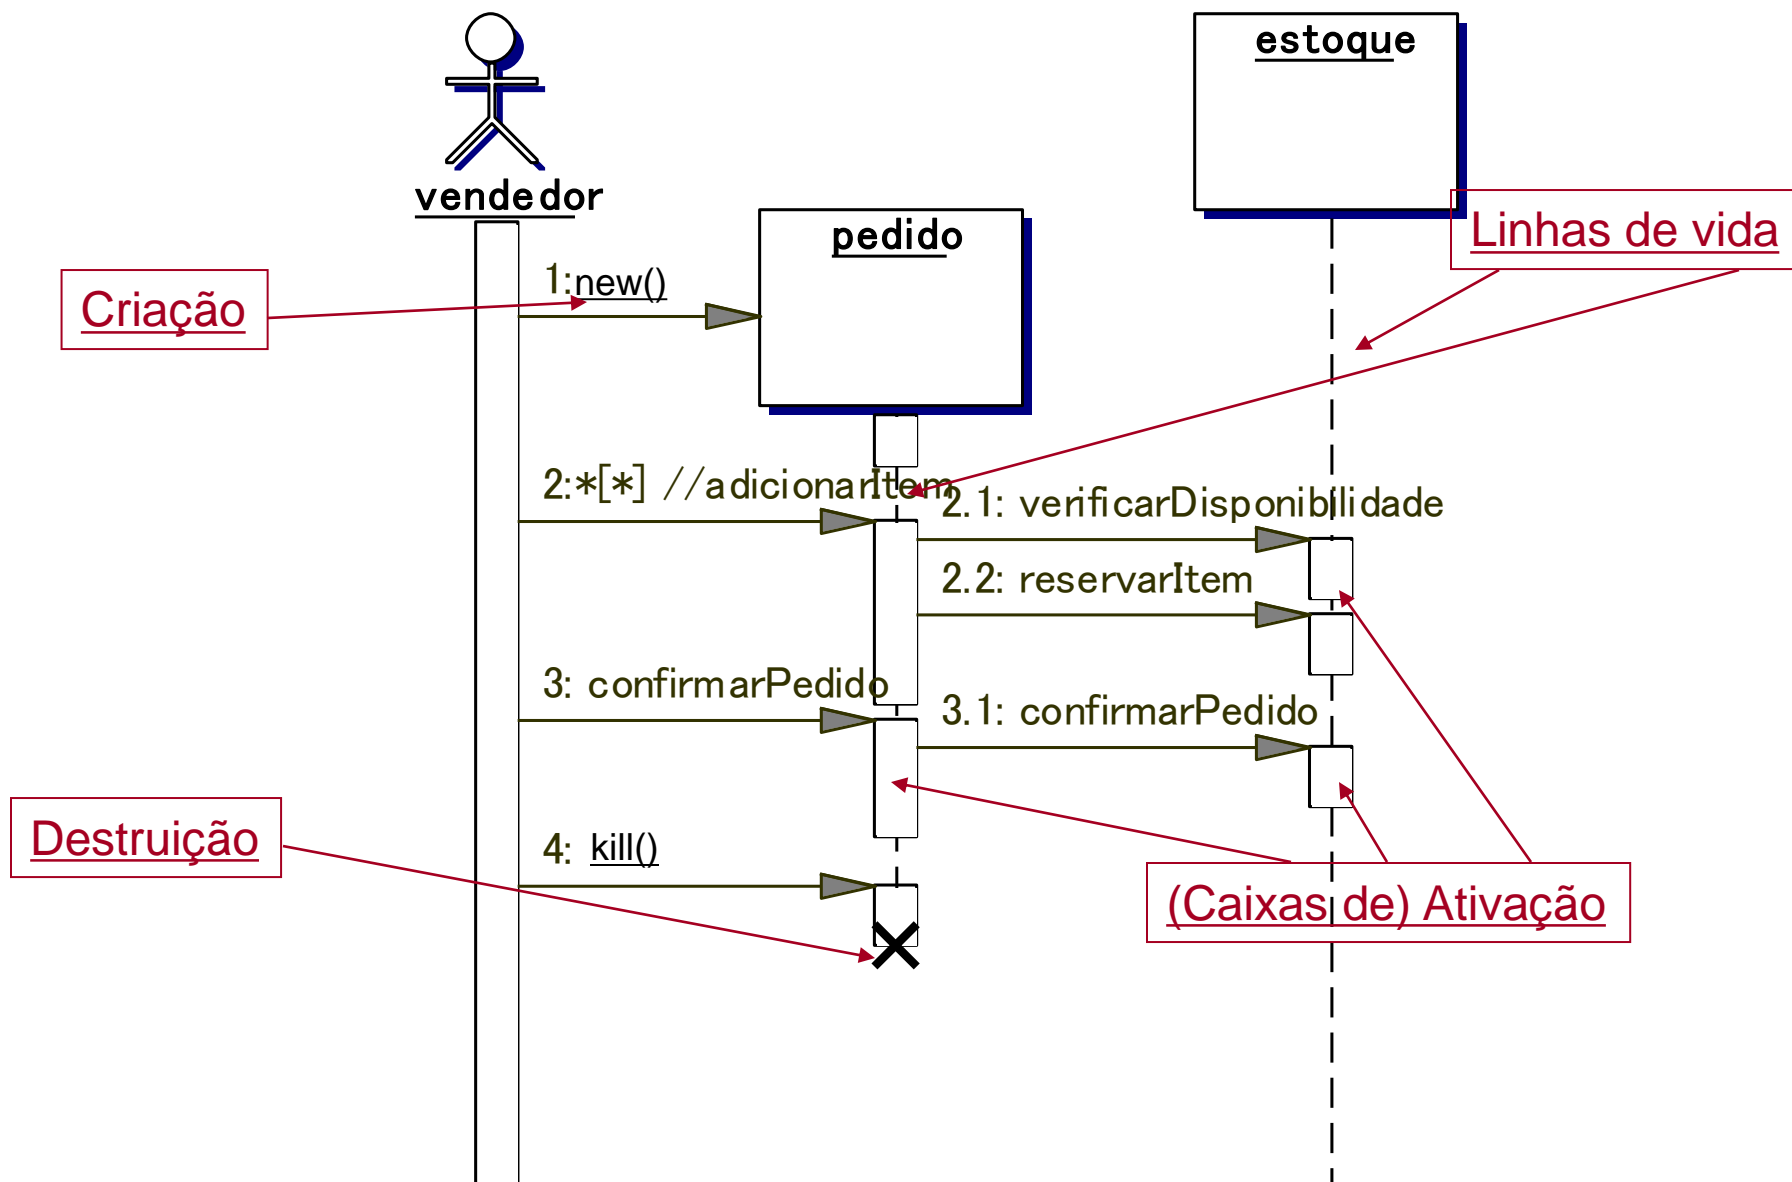 estoque
vendedor
pedido
Linhas de vida
1:new()
Criação
2:*[*] //adicionarItem
2.1: verificarDisponibilidade
2.2: reservarItem
3: confirmarPedido
3.1: confirmarPedido
Destruição
4: kill()
(Caixas de) Ativação